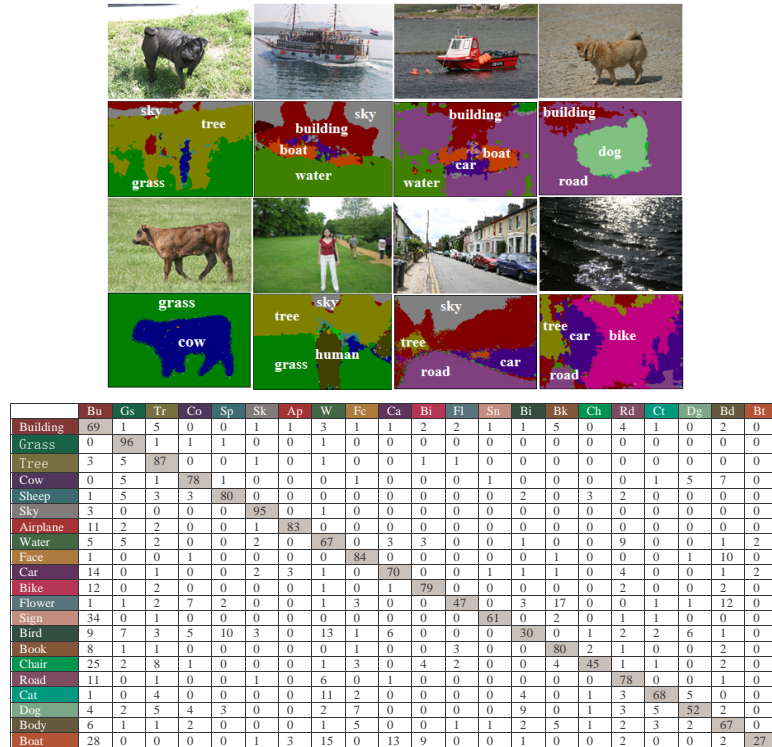 sky
tree
grass
sky
building
boat
water
building
boat
car
water
building
dog
road
grass
cow
sky
tree
human
grass
sky
tree
car
road
tree
car
bike
road
Bu Gs Tr Co Sp Sk Ap W Fc Ca Bi Fl Sn Bi Bk Ch Rd Ct Dg Bd Bt
Building 69 1 5 0 0 1 1 3 1 1 2 2 1 1 5 0 4 1 0 2 0
Grass 0 96 1 1 1 0 0 1 0 0 0 0 0 0 0 0 0 0 0 0 0
Tree 3 5 87 0 0 1 0 1 0 0 1 1 0 0 0 0 0 0 0 0 0
Cow 0 5 1 78 1 0 0 0 1 0 0 0 1 0 0 0 0 1 5 7 0
Sheep 1 5 3 3 80 0 0 0 0 0 0 0 0 2 0 3 2 0 0 0 0
Sky 3 0 0 0 0 95 0 1 0 0 0 0 0 0 0 0 0 0 0 0 0
Airplane 11 2 2 0 0 1 83 0 0 0 0 0 0 0 0 0 0 0 0 0 0
Water 5 5 2 0 0 2 0 67 0 3 3 0 0 1 0 0 9 0 0 1 2
Face 1 0 0 1 0 0 0 0 84 0 0 0 0 0 1 0 0 0 1 10 0
Car 14 0 1 0 0 2 3 1 0 70 0 0 1 1 1 0 4 0 0 1 2
Bike 12 0 2 0 0 0 0 1 0 1 79 0 0 0 0 0 2 0 0 2 0
Flower 1 1 2 7 2 0 0 1 3 0 0 47 0 3 17 0 0 1 1 12 0
Sign 34 0 1 0 0 0 0 0 0 0 0 0 61 0 2 0 1 1 0 0 0
Bird 9 7 3 5 10 3 0 13 1 6 0 0 0 30 0 1 2 2 6 1 0
Book 8 1 1 0 0 0 0 0 1 0 0 3 0 0 80 2 1 0 0 2 0
Chair 25 2 8 1 0 0 0 1 3 0 4 2 0 0 4 45 1 1 0 2 0
Road 11 0 1 0 0 1 0 6 0 1 0 0 0 0 0 0 78 0 0 1 0
Cat 1 0 4 0 0 0 0 11 2 0 0 0 0 4 0 1 3 68 5 0 0
Dog 4 2 5 4 3 0 0 2 7 0 0 0 0 9 0 1 3 5 52 2 0
Body 6 1 1 2 0 0 0 1 5 0 0 1 1 2 5 1 2 3 2 67 0
Boat 28 0 0 0 0 1 3 15 0 13 9 0 0 1 0 0 2 0 0 2 27